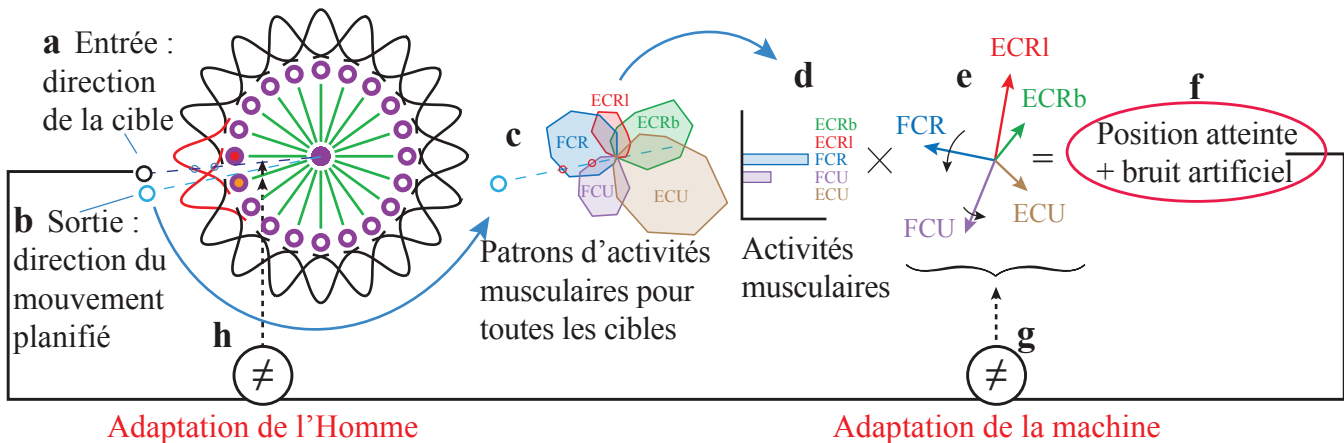 a Entrée :
direction
de la cible
b Sortie :
direction du
mouvement
planifié
h
≠
Adaptation de l’Homme
c
ECRl
FCR
ECRb
FCU
ECU
Patrons d’activités
musculaires pour
toutes les cibles
d
ECRb
ECRl
FCR
FCU
ECU
Activités
musculaires
×
e
ECRl
ECRb
FCR
FCU
ECU
=
f
Position atteinte
+ bruit artificiel
g
≠
Adaptation de la machine